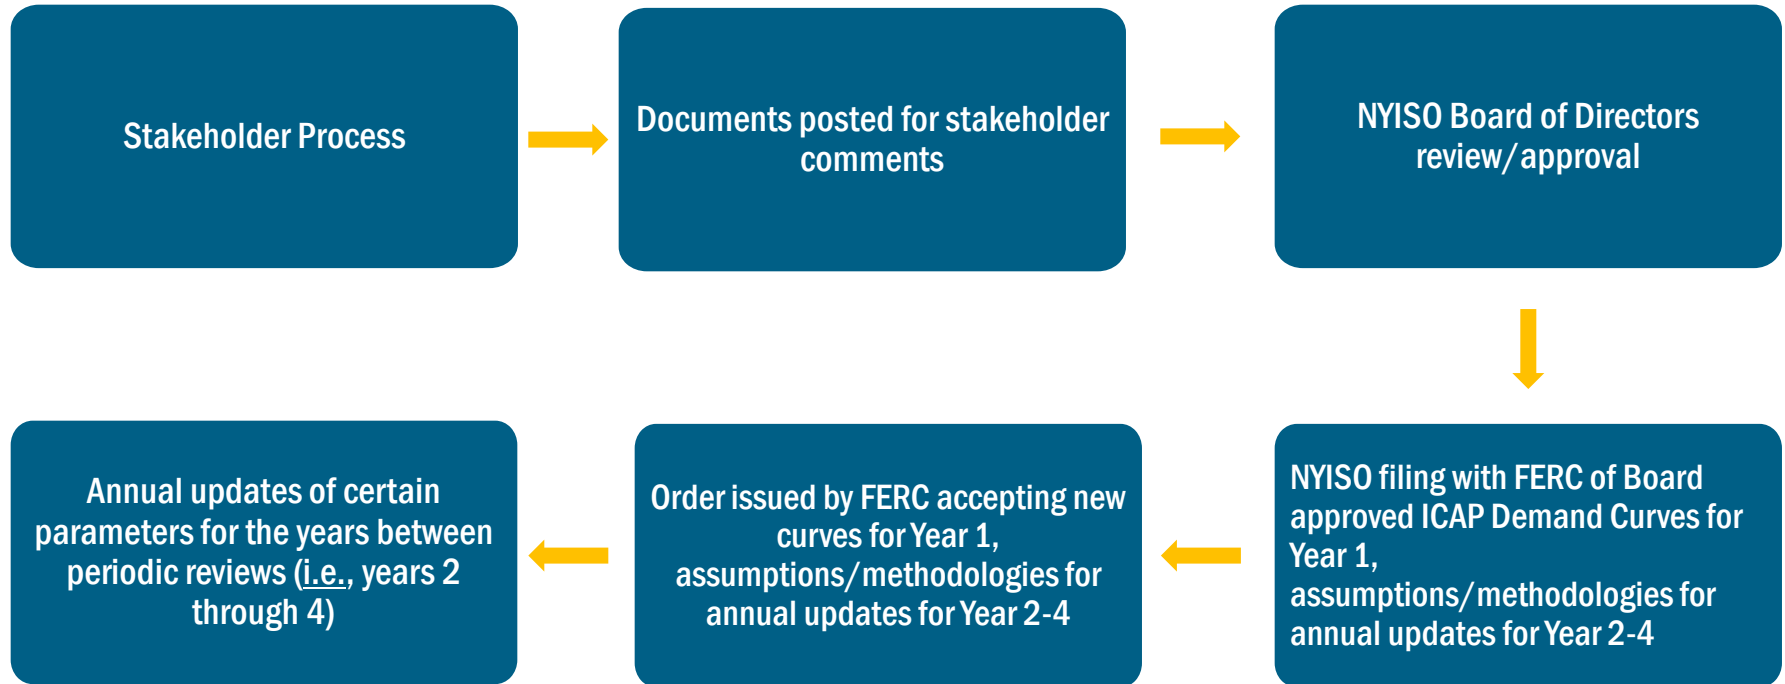 Stakeholder Process
Documents posted for stakeholder
comments
NYISO Board of Directors
review/approval
NYISO filing with FERC of Board
approved ICAP Demand Curves for
Year 1,
assumptions/methodologies for
annual updates for Year 2-4
Order issued by FERC accepting new
curves for Year 1,
assumptions/methodologies for
annual updates for Year 2-4
Annual updates of certain
parameters for the years between
periodic reviews (i.e., years 2
through 4)